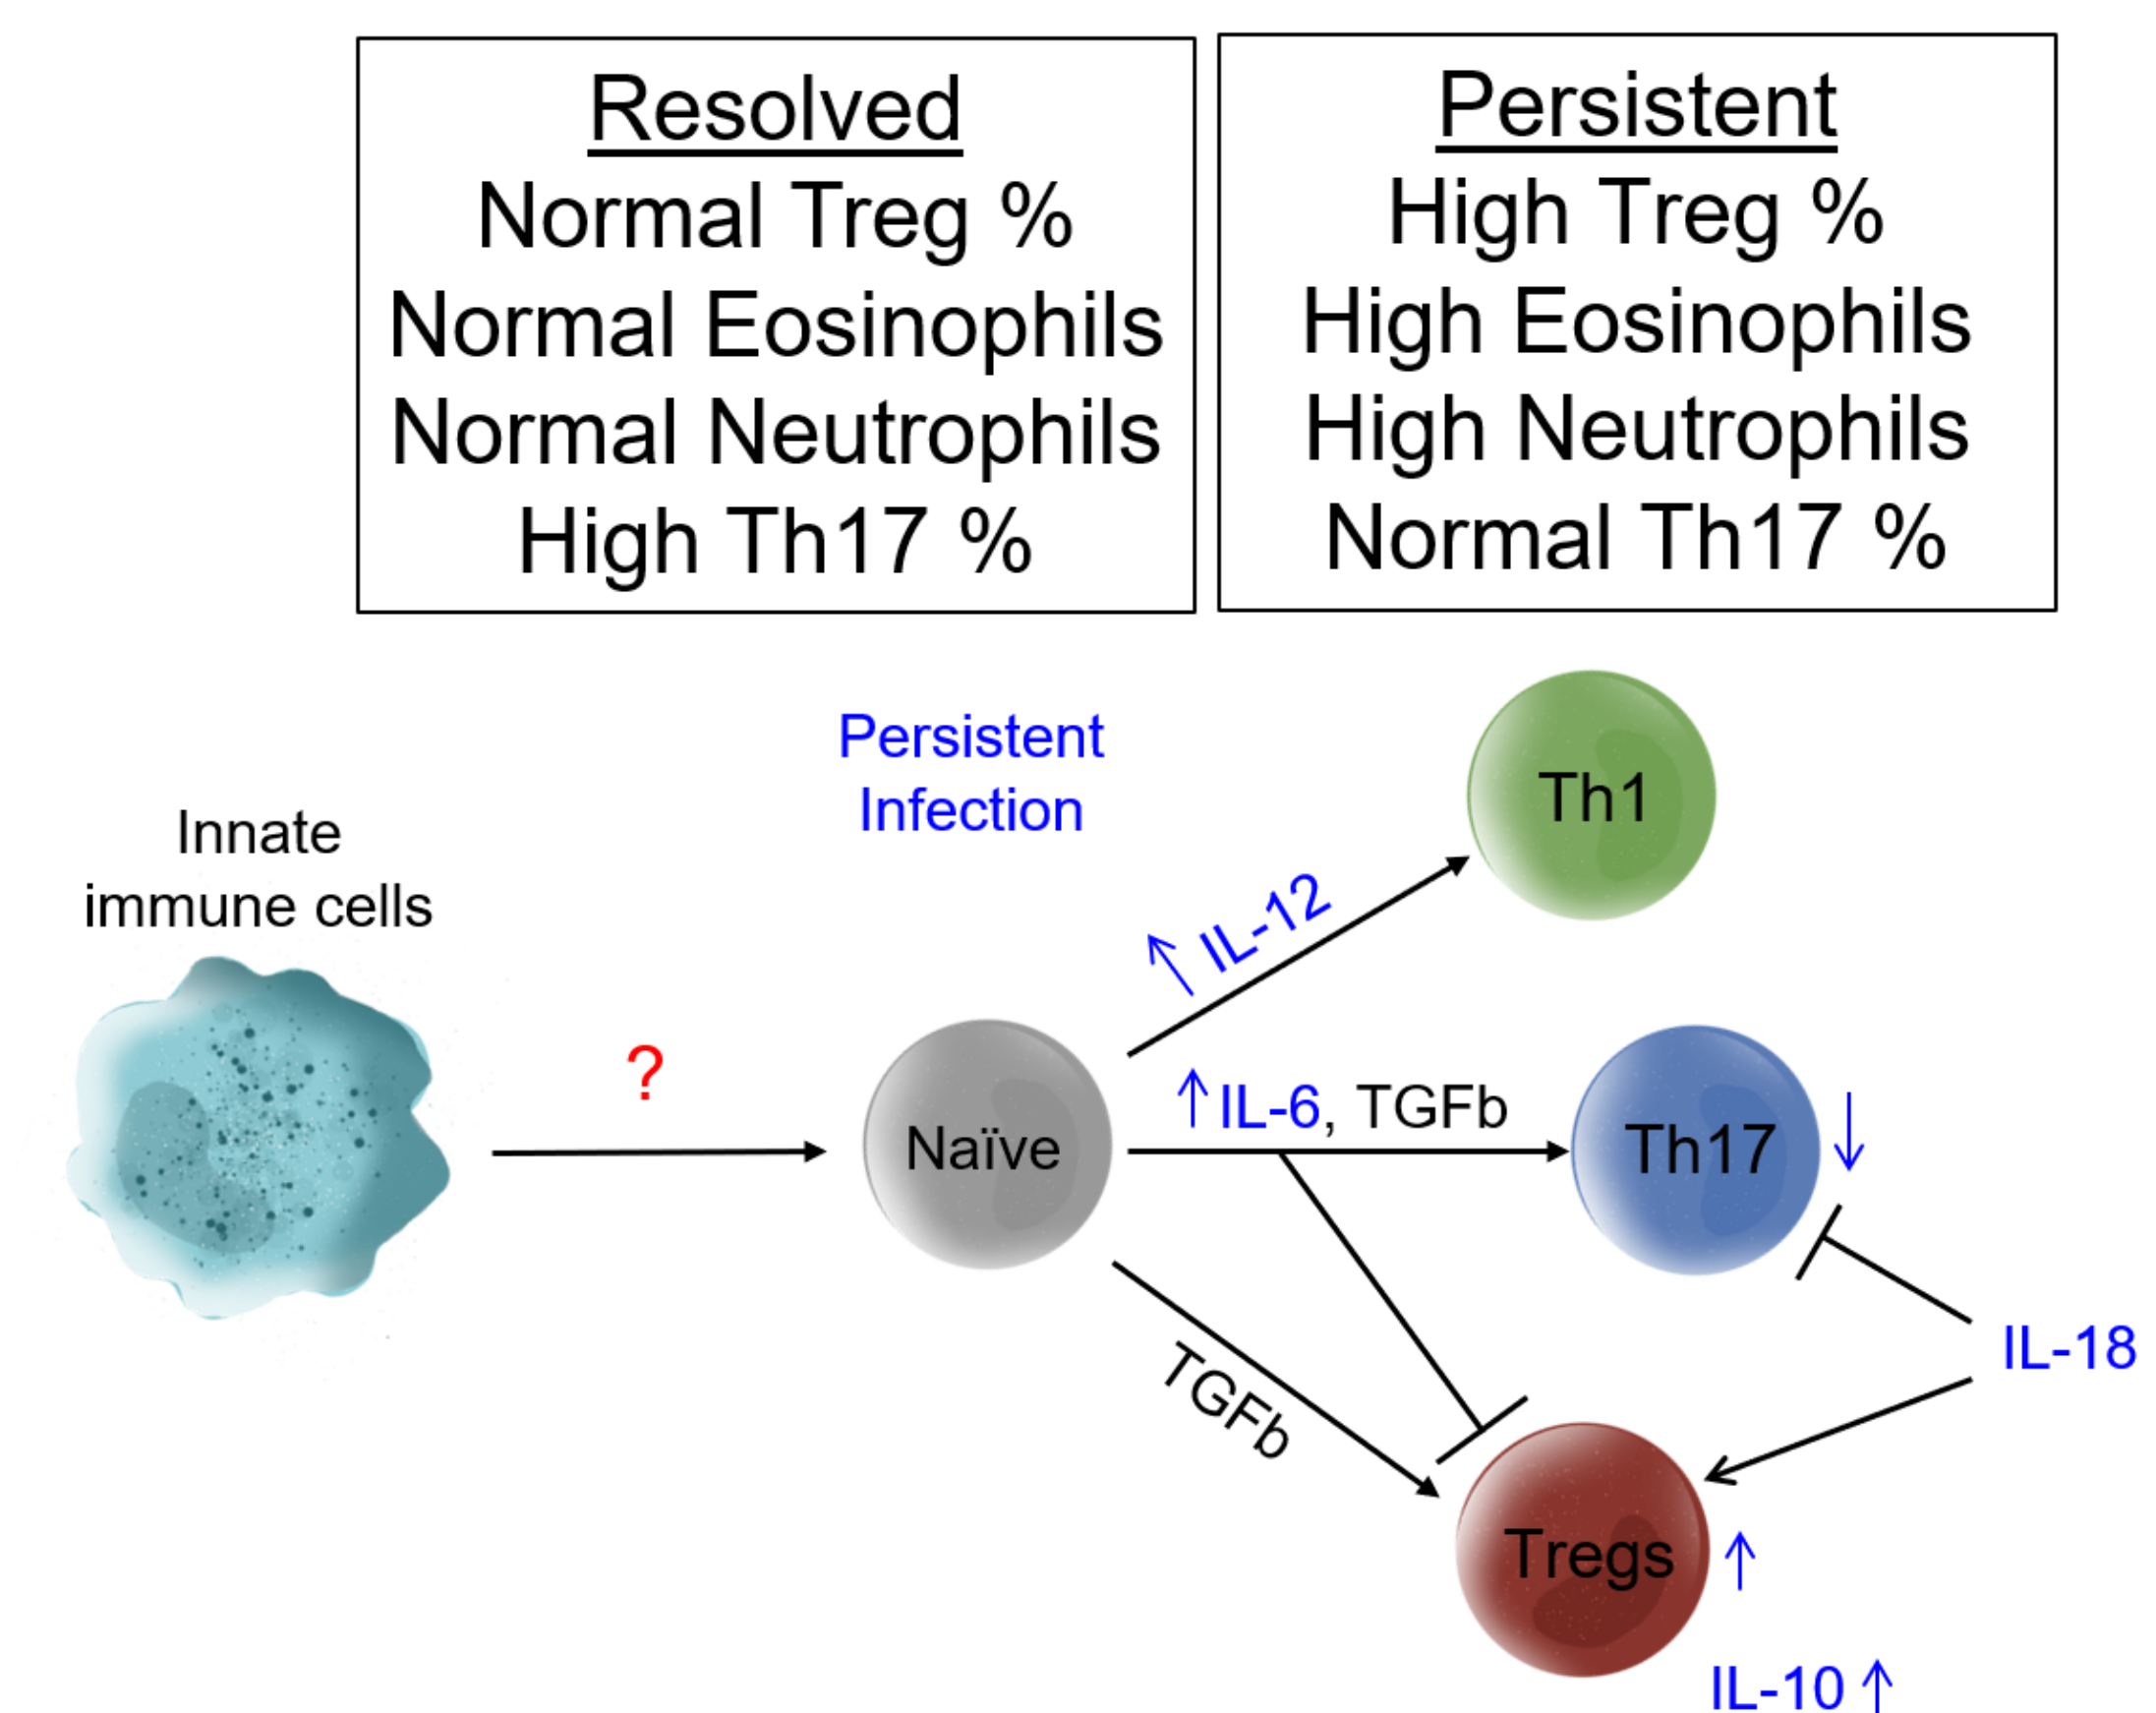 Resolved
Normal Treg %
Normal Eosinophils
Normal Neutrophils
High Th17 %
Persistent
High Treg %
High Eosinophils
High Neutrophils
Normal Th17 %
Persistent
Infection
Innate
immune cells
?
Naïve
↑ IL-12
Th1
↑IL-6, TGFb
Th17 ↓
TGFb
IL-18
Tregs ↑
IL-10 ↑